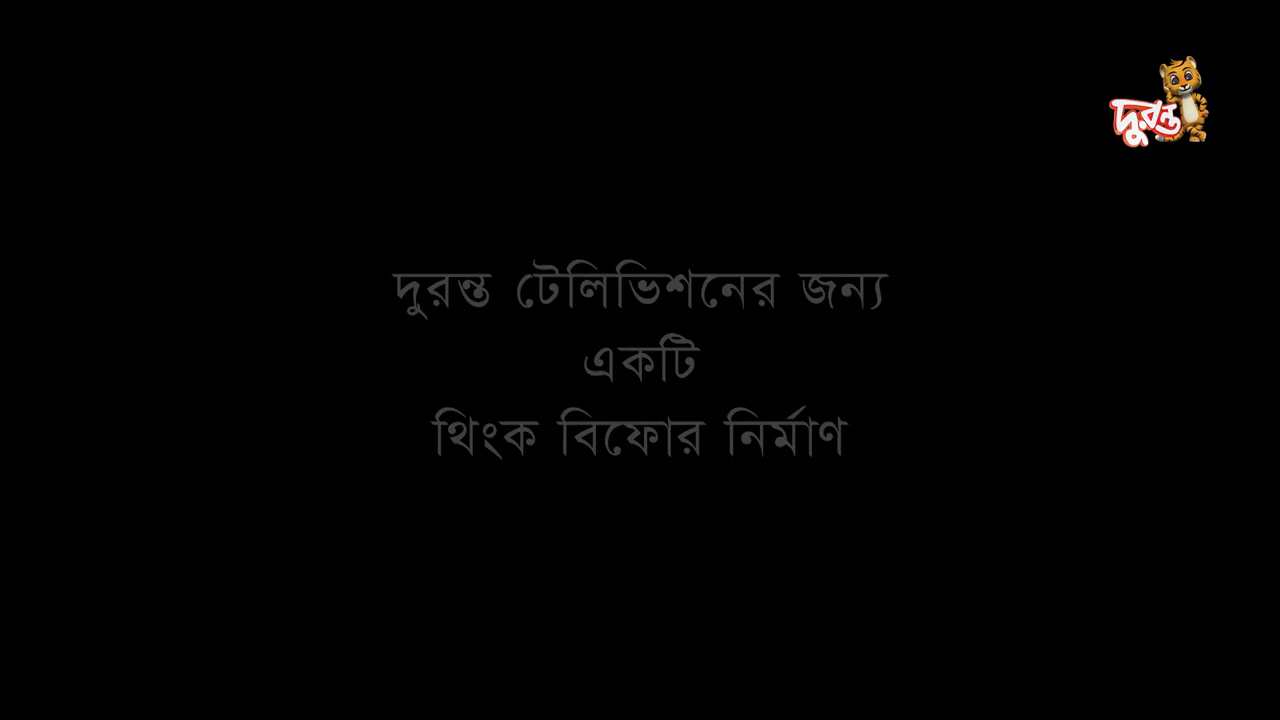 দুরন্ত
দুরন্ত টেলিভিশনের জন্য
একটি
থিংক বিফোর নির্মাণ